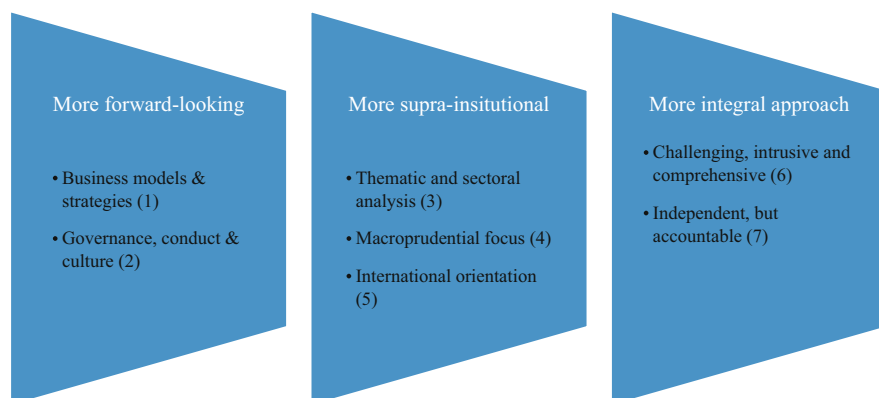 More forward-looking
• Business models &
strategies (1)
• Governance, conduct &
culture (2)
More supra-insitutional
• Thematic and sectoral
analysis (3)
• Macroprudential focus (4)
• International orientation
(5)
More integral approach
• Challenging, intrusive and
comprehensive (6)
• Independent, but
accountable (7)